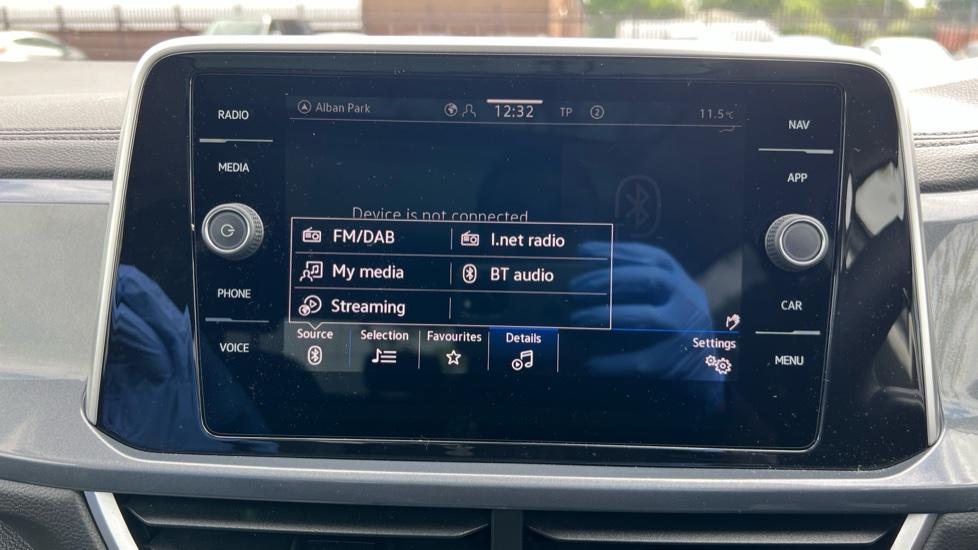 RADIO
MEDIA
PHONE
VOICE
Alban Park
12:32
TP
2
11.5°C
Device is not connected
FM/DAB
I.net radio
My media
BT audio
Streaming
Source
Selection
Favourites
Details
Settings
NAV
APP
CAR
MENU